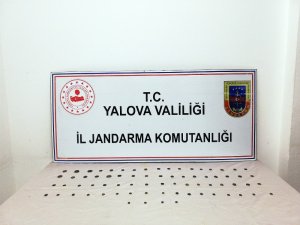 T.C.
YALOVA VALİLİĞİ
İL JANDARMA KOMUTANLIĞI